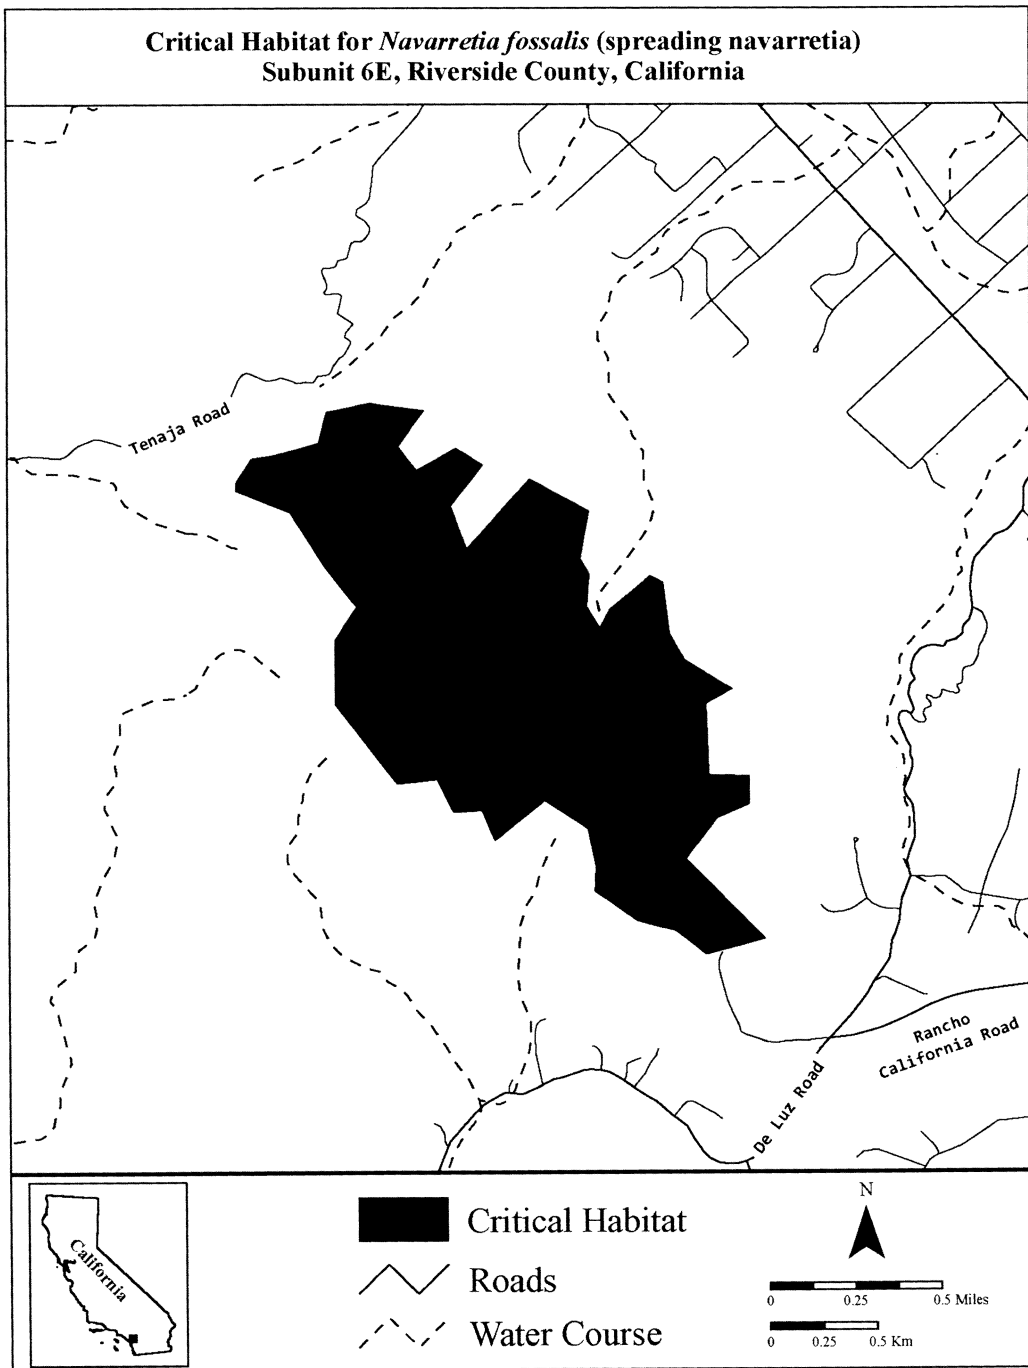 Critical Habitat for Navarretia fossalis (spreading navarretia)
Subunit 6E, Riverside County, California
Tenaja Road
Rancho
California Road
De Luz Road
California
Critical Habitat
Roads
Water Course
N
0 0.25 0.5 Miles
0 0.25 0.5 Km